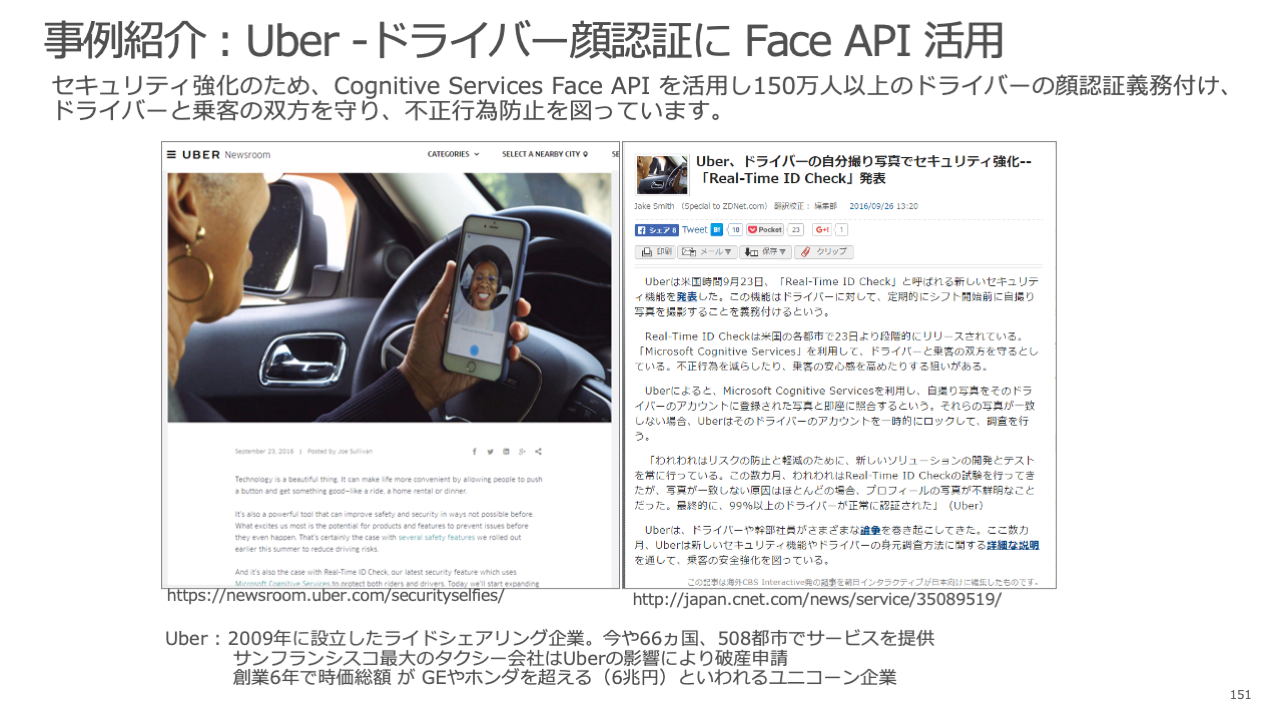 事例紹介：Uber -ドライバー顔認証に Face API 活用
セキュリティ強化のため、Cognitive Services Face API を活用し150万人以上のドライバーの顔認証義務付け、
ドライバーと乗客の双方を守り、不正行為防止を図っています。
UBER Newsroom
CATEGORIES
SELECT A NEARBY CITY
SE
September 23, 2016 | Posted by Joe Sullivan
Technology is a beautiful thing. It can make life more convenient by allowing people to push
a button and get something good—like a ride, a home rental or dinner.
It's also a powerful tool that can improve safety and security in ways not possible before.
What excites us most is the potential for products and features to prevent issues before
they even happen. That's certainly the case with several safety features we rolled out
earlier this summer to reduce driving risks.
And it's also the case with Real-Time ID Check, our latest security feature which uses
Microsoft Cognitive Services to protect both riders and drivers. Today we'll start expanding
https://newsroom.uber.com/securityselfies/
Uber、ドライバーの自分撮り写真でセキュリティ強化--
「Real-Time ID Check」発表
Jake Smith （Special to ZDNet.com） 翻訳校正： 編集部 2016/09/26 13:20
シェア 8 Tweet B! 10 Pocket 23 G+ 1
印刷 メール▼ 保存▼ クリップ
Uberは米国時間9月23日、「Real-Time ID Check」と呼ばれる新しいセキュリテ
ィ機能を発表した。この機能はドライバーに対して、定期的にシフト開始前に自撮り
写真を撮影することを義務付けるという。
Real-Time ID Checkは米国の各都市で23日より段階的にリリースされている。
「Microsoft Cognitive Services」を利用して、ドライバーと乗客の双方を守るとし
ている。不正行為を減らしたり、乗客の安心感を高めたりする狙いがある。
Uberによると、Microsoft Cognitive Servicesを利用し、自撮り写真をそのドラ
イバーのアカウントに登録された写真と即座に照合するという。それらの写真が一致
しない場合、Uberはそのドライバーのアカウントを一時的にロックして、調査を行
う。
「われわれはリスクの防止と軽減のために、新しいソリューションの開発とテスト
を常に行っている。この数カ月、われわれはReal-Time ID Checkの試験を行ってき
たが、写真が一致しない原因はほとんどの場合、プロフィールの写真が不鮮明なこと
だった。最終的に、99%以上のドライバーが正常に認証された」（Uber）
Uberは、ドライバーや幹部社員がさまざまな論争を巻き起こしてきた。ここ数カ
月、Uberは新しいセキュリティ機能やドライバーの身元調査方法に関する詳細な説明
を通して、乗客の安全強化を図っている。
この記事は海外CBS Interactive発の記事を朝日インタラクティブが日本向けに編集したものです。
http://japan.cnet.com/news/service/35089519/
Uber：2009年に設立したライドシェアリング企業。今や66ヵ国、508都市でサービスを提供
サンフランシスコ最大のタクシー会社はUberの影響により破産申請
創業6年で時価総額 が GEやホンダを超える（6兆円）といわれるユニコーン企業
151